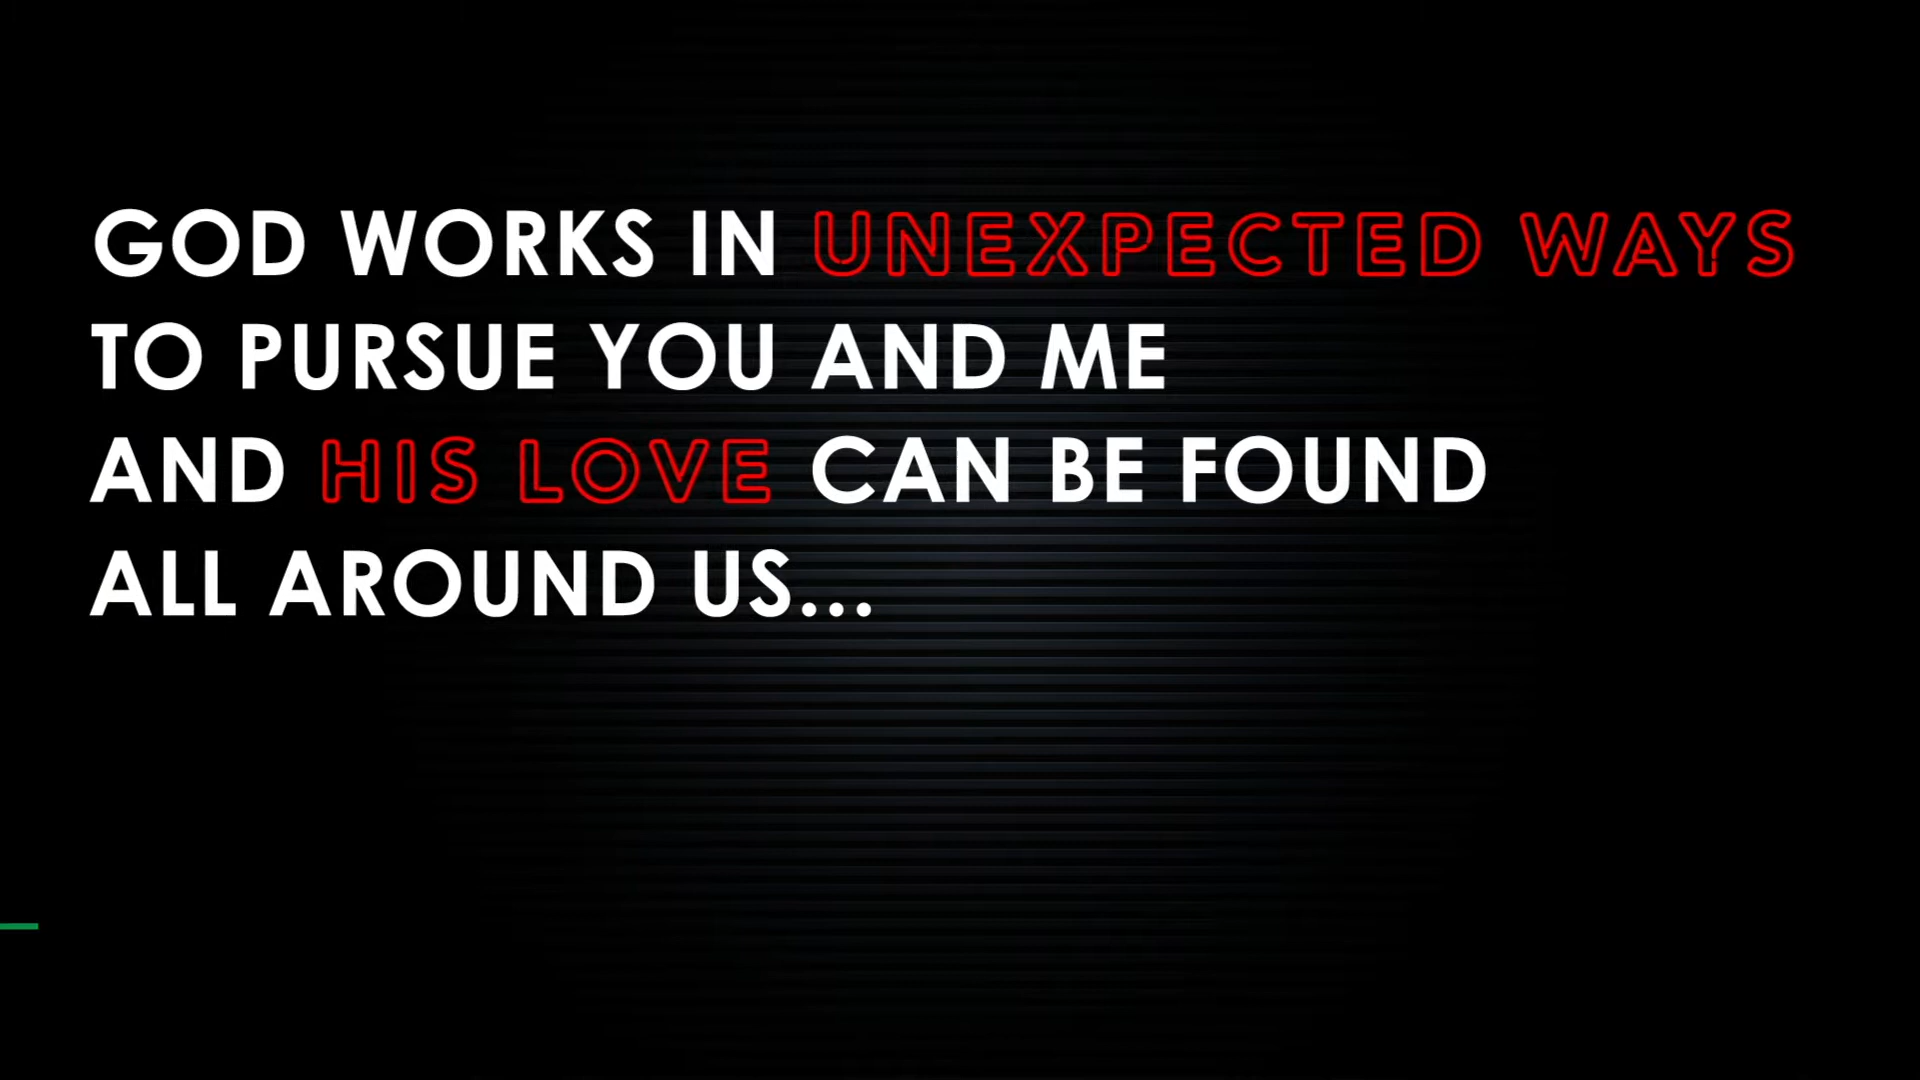 GOD WORKS IN UNEXPECTED WAYS
TO PURSUE YOU AND ME
AND HIS LOVE CAN BE FOUND
ALL AROUND US...